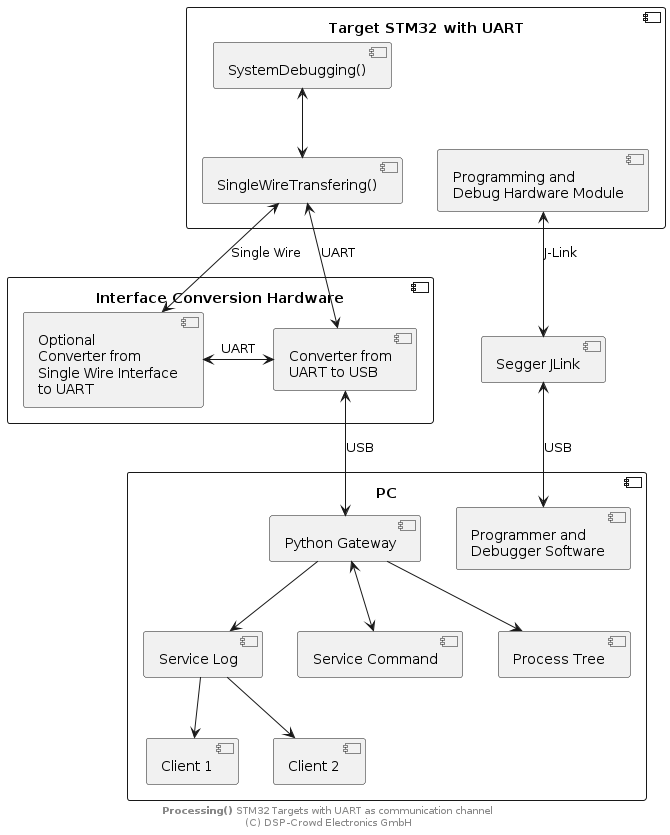 Target STM32 with UART
SystemDebugging()
SingleWireTransfering()
Programming and
Debug Hardware Module
Single Wire
UART
J-Link
Interface Conversion Hardware
Optional
Converter from
Single Wire Interface
to UART
UART
Converter from
UART to USB
Segger JLink
USB
USB
PC
Python Gateway
Programmer and
Debugger Software
Service Log
Service Command
Process Tree
Client 1
Client 2
Processing() STM32 Targets with UART as communication channel
(C) DSP-Crowd Electronics GmbH